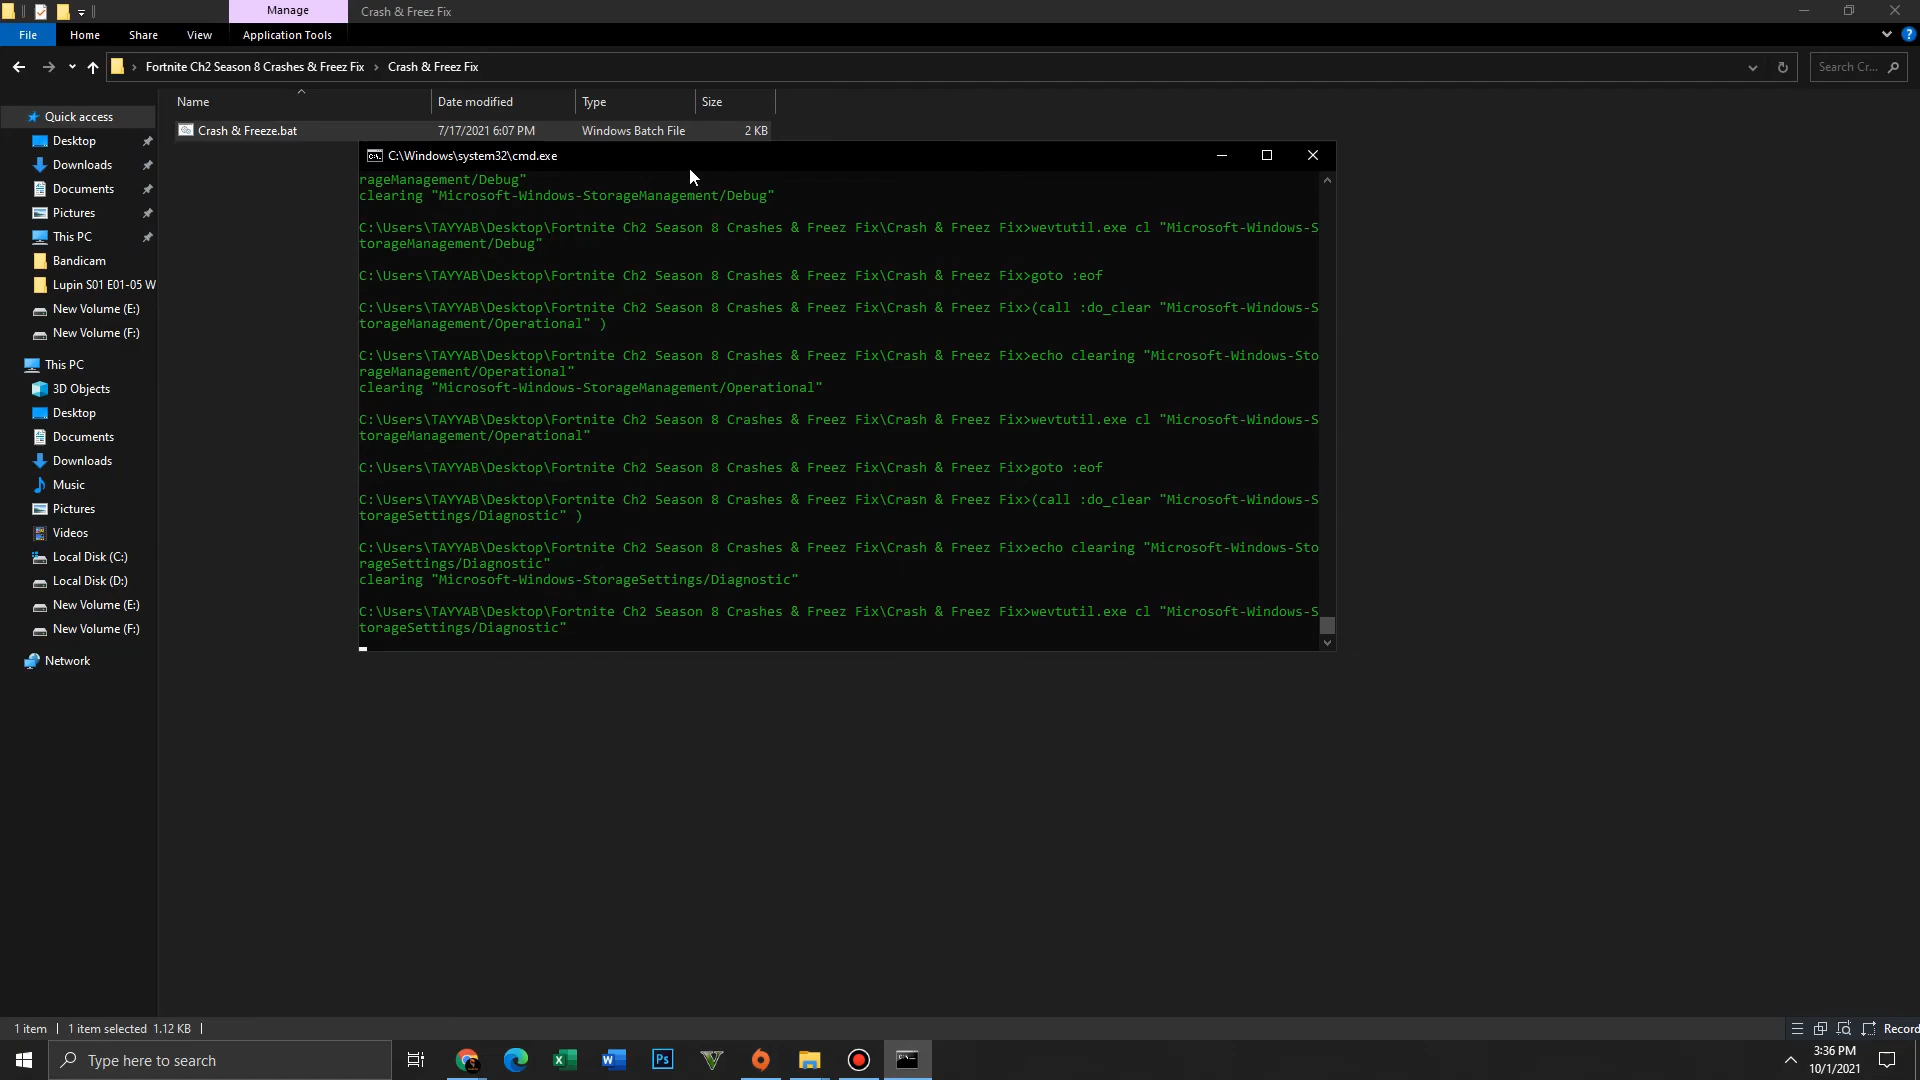 Manage
Crash & Freez Fix
File
Home
Share
View
Application Tools
Fortnite Ch2 Season 8 Crashes & Freez Fix
Crash & Freez Fix
Search Cr...
Name
Date modified
Type
Size
Crash & Freeze.bat
7/17/2021 6:07 PM
Windows Batch File
2 KB
Quick access
Desktop
Downloads
Documents
Pictures
This PC
Bandicam
Lupin S01 E01-05 W
New Volume (E:)
New Volume (F:)
This PC
3D Objects
Desktop
Documents
Downloads
Music
Pictures
Videos
Local Disk (C:)
Local Disk (D:)
New Volume (E:)
New Volume (F:)
Network
C:\Windows\system32\cmd.exe
rageManagement/Debug"
clearing "Microsoft-Windows-StorageManagement/Debug"
C:\Users\TAYYAB\Desktop\Fortnite Ch2 Season 8 Crashes & Freez Fix\Crash & Freez Fix>wevtutil.exe cl "Microsoft-Windows-S
torageManagement/Debug"
C:\Users\TAYYAB\Desktop\Fortnite Ch2 Season 8 Crashes & Freez Fix\Crash & Freez Fix>goto :eof
C:\Users\TAYYAB\Desktop\Fortnite Ch2 Season 8 Crashes & Freez Fix\Crash & Freez Fix>(call :do_clear "Microsoft-Windows-S
torageManagement/Operational" )
C:\Users\TAYYAB\Desktop\Fortnite Ch2 Season 8 Crashes & Freez Fix\Crash & Freez Fix>echo clearing "Microsoft-Windows-Sto
rageManagement/Operational"
clearing "Microsoft-Windows-StorageManagement/Operational"
C:\Users\TAYYAB\Desktop\Fortnite Ch2 Season 8 Crashes & Freez Fix\Crash & Freez Fix>wevtutil.exe cl "Microsoft-Windows-S
torageManagement/Operational"
C:\Users\TAYYAB\Desktop\Fortnite Ch2 Season 8 Crashes & Freez Fix\Crash & Freez Fix>goto :eof
C:\Users\TAYYAB\Desktop\Fortnite Ch2 Season 8 Crashes & Freez Fix\Crash & Freez Fix>(call :do_clear "Microsoft-Windows-S
torageSettings/Diagnostic" )
C:\Users\TAYYAB\Desktop\Fortnite Ch2 Season 8 Crashes & Freez Fix\Crash & Freez Fix>echo clearing "Microsoft-Windows-Sto
rageSettings/Diagnostic"
clearing "Microsoft-Windows-StorageSettings/Diagnostic"
C:\Users\TAYYAB\Desktop\Fortnite Ch2 Season 8 Crashes & Freez Fix\Crash & Freez Fix>wevtutil.exe cl "Microsoft-Windows-S
torageSettings/Diagnostic"
1 item
1 item selected 1.12 KB
Record
Type here to search
Ps
3:36 PM
10/1/2021